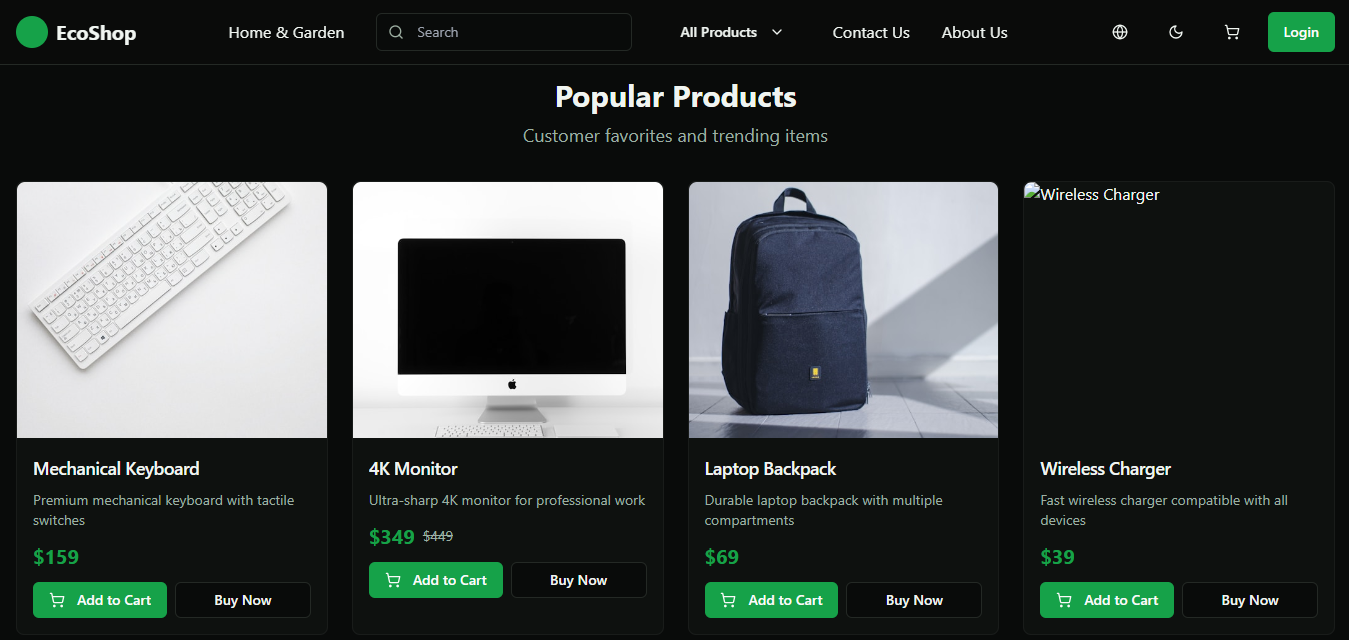 EcoShop
Home & Garden
Search
All Products
Contact Us
About Us
Login
Popular Products
Customer favorites and trending items
Wireless Charger
Mechanical Keyboard
Premium mechanical keyboard with tactile
switches
$159
Add to Cart
Buy Now
4K Monitor
Ultra-sharp 4K monitor for professional work
$349 $449
Add to Cart
Buy Now
Laptop Backpack
Durable laptop backpack with multiple
compartments
$69
Add to Cart
Buy Now
Wireless Charger
Fast wireless charger compatible with all
devices
$39
Add to Cart
Buy Now